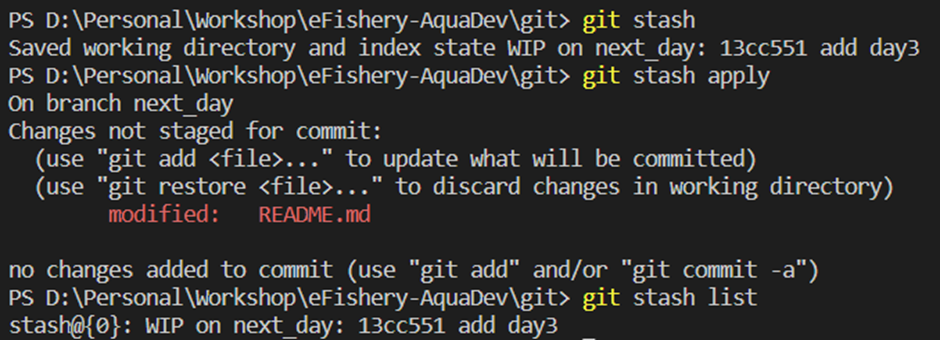 PS D:\Personal\Workshop\eFishery-AquaDev\git> git stash
Saved working directory and index state WIP on next_day: 13cc551 add day3
PS D:\Personal\Workshop\eFishery-AquaDev\git> git stash apply
On branch next_day
Changes not staged for commit:
  (use "git add <file>..." to update what will be committed)
  (use "git restore <file>..." to discard changes in working directory)
        modified:   README.md

no changes added to commit (use "git add" and/or "git commit -a")
PS D:\Personal\Workshop\eFishery-AquaDev\git> git stash list
stash@{0}: WIP on next_day: 13cc551 add day3